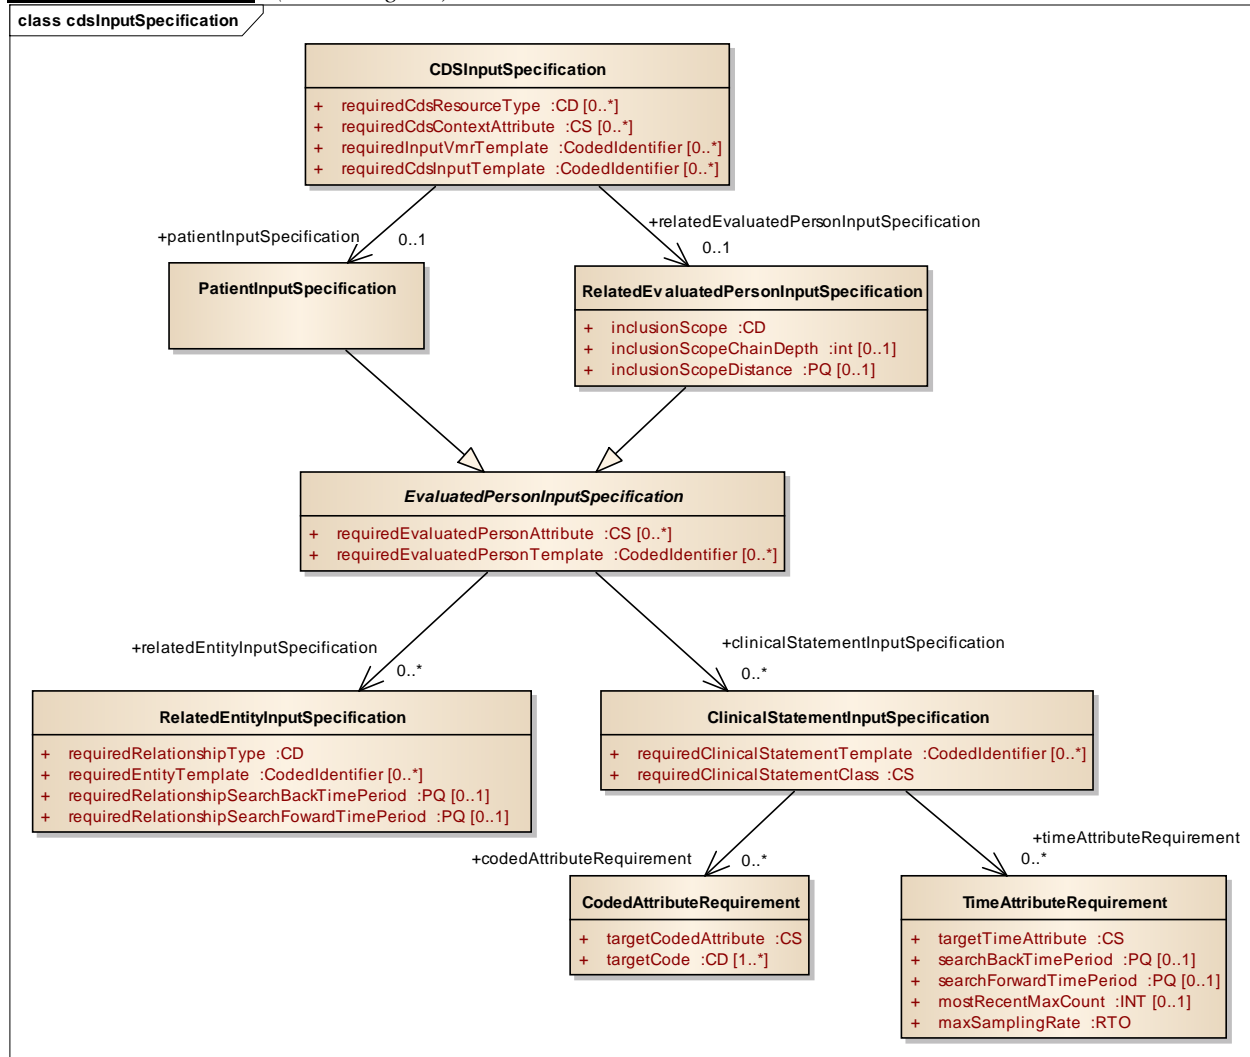 class cdsInputSpecification
CDSInputSpecification
+ requiredCdsResourceType :CD [0..*]
+ requiredCdsContextAttribute :CS [0..*]
+ requiredInputVmrTemplate :CodedIdentifier [0..*]
+ requiredCdsInputTemplate :CodedIdentifier [0..*]
+patientInputSpecification
0..1
+relatedEvaluatedPersonInputSpecification
0..1
PatientInputSpecification
RelatedEvaluatedPersonInputSpecification
+ inclusionScope :CD
+ inclusionScopeChainDepth :int [0..1]
+ inclusionScopeDistance :PQ [0..1]
EvaluatedPersonInputSpecification
+ requiredEvaluatedPersonAttribute :CS [0..*]
+ requiredEvaluatedPersonTemplate :CodedIdentifier [0..*]
+relatedEntityInputSpecification
0..*
+clinicalStatementInputSpecification
0..*
RelatedEntityInputSpecification
+ requiredRelationshipType :CD
+ requiredEntityTemplate :CodedIdentifier [0..*]
+ requiredRelationshipSearchBackTimePeriod :PQ [0..1]
+ requiredRelationshipSearchFowardTimePeriod :PQ [0..1]
ClinicalStatementInputSpecification
+ requiredClinicalStatementTemplate :CodedIdentifier [0..*]
+ requiredClinicalStatementClass :CS
+codedAttributeRequirement
0..*
+timeAttributeRequirement
0..*
CodedAttributeRequirement
+ targetCodedAttribute :CS
+ targetCode :CD [1..*]
TimeAttributeRequirement
+ targetTimeAttribute :CS
+ searchBackTimePeriod :PQ [0..1]
+ searchForwardTimePeriod :PQ [0..1]
+ mostRecentMaxCount :INT [0..1]
+ maxSamplingRate :RTO